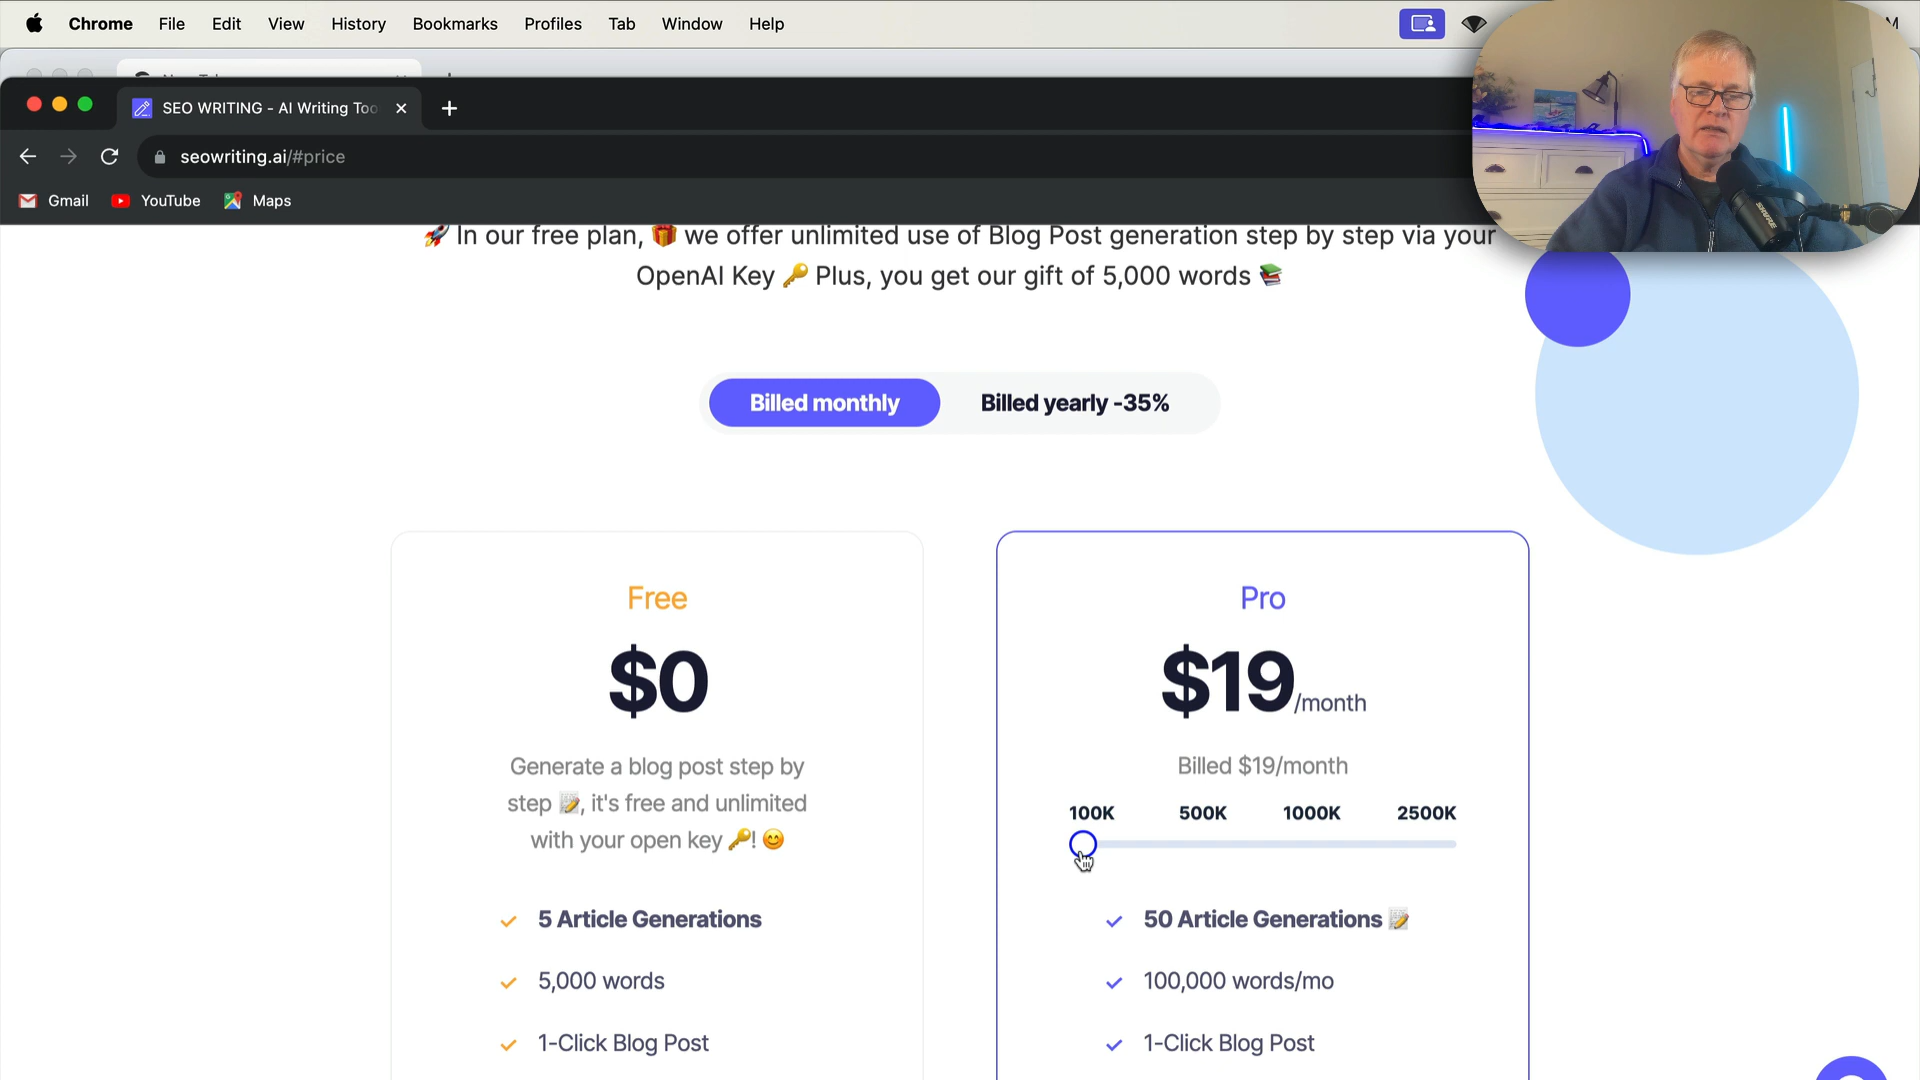 Chrome File Edit View History Bookmarks Profiles Tab Window Help
SEO WRITING - AI Writing Too
seowriting.ai/#price
Gmail YouTube Maps
🚀 In our free plan, 🎁 we offer unlimited use of Blog Post generation step by step via your
OpenAI Key 🔑 Plus, you get our gift of 5,000 words 📚
Billed monthly Billed yearly -35%
Free
$0
Generate a blog post step by
step 📝, it's free and unlimited
with your open key 🔑! 😊
5 Article Generations
5,000 words
1-Click Blog Post
Pro
$19/month
Billed $19/month
100K 500K 1000K 2500K
50 Article Generations 📝
100,000 words/mo
1-Click Blog Post
SHURE